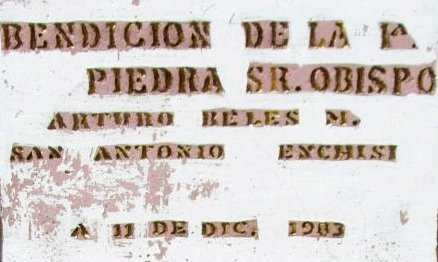 BENDICION DE LA 1ª.
PIEDRA SR. OBISPO
ARTURO BELES M.
SAN ANTONIO ENCHISI
A 11 DE DIC. 1983